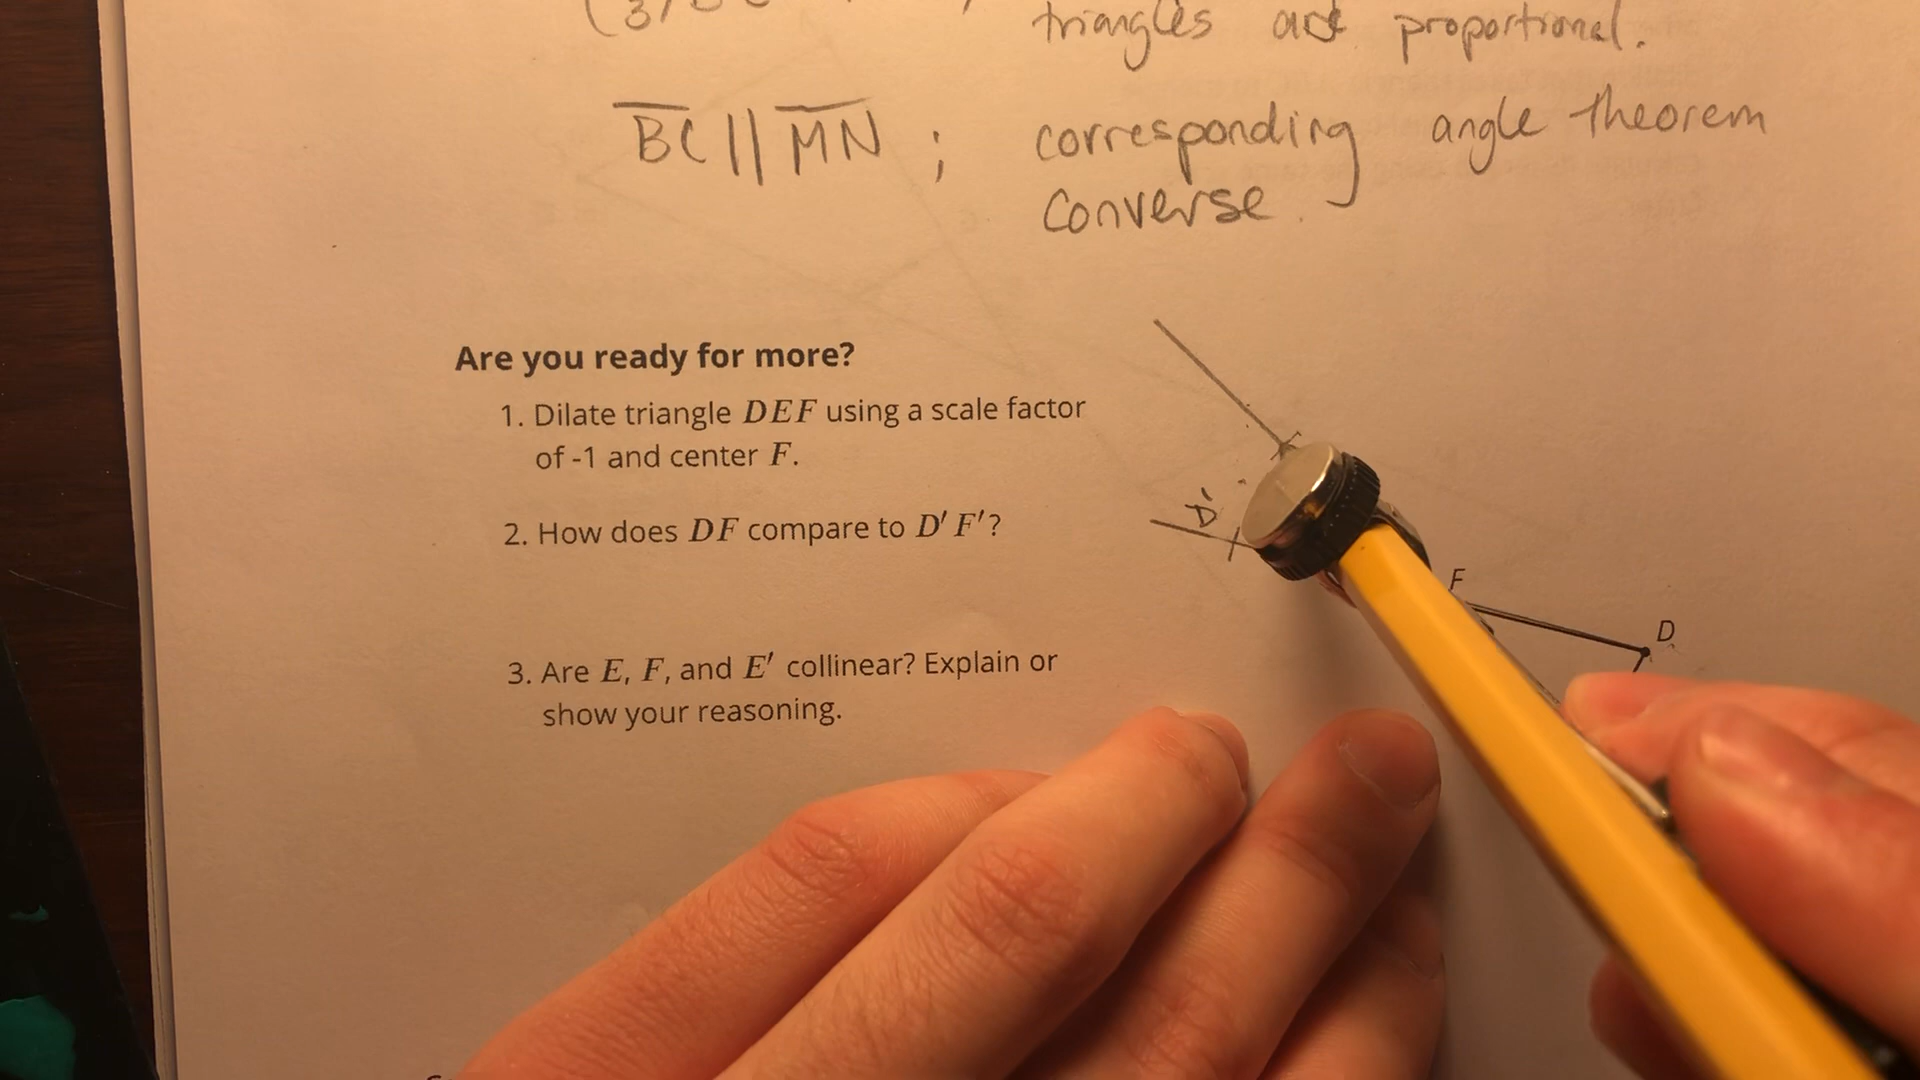 triangles are proportional.
BC || MN ; corresponding angle theorem
converse.
Are you ready for more?
1. Dilate triangle DEF using a scale factor
of -1 and center F.
2. How does DF compare to D′ F′?
3. Are E, F, and E′ collinear? Explain or
show your reasoning.
D'
F
D